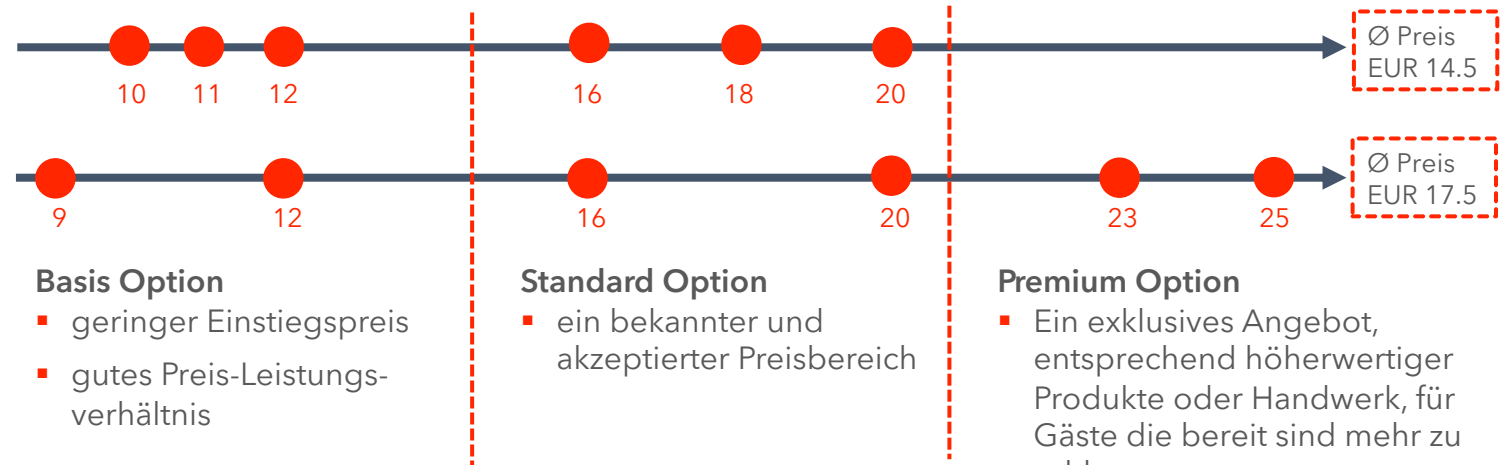 Ø Preis
EUR 14.5
10 11 12 16 18 20
Ø Preis
EUR 17.5
9 12 16 20 23 25
Basis Option
▪ geringer Einstiegspreis
▪ gutes Preis-Leistungs-
verhältnis
Standard Option
▪ ein bekannter und
akzeptierter Preisbereich
Premium Option
▪ Ein exklusives Angebot,
entsprechend höherwertiger
Produkte oder Handwerk, für
Gäste die bereit sind mehr zu